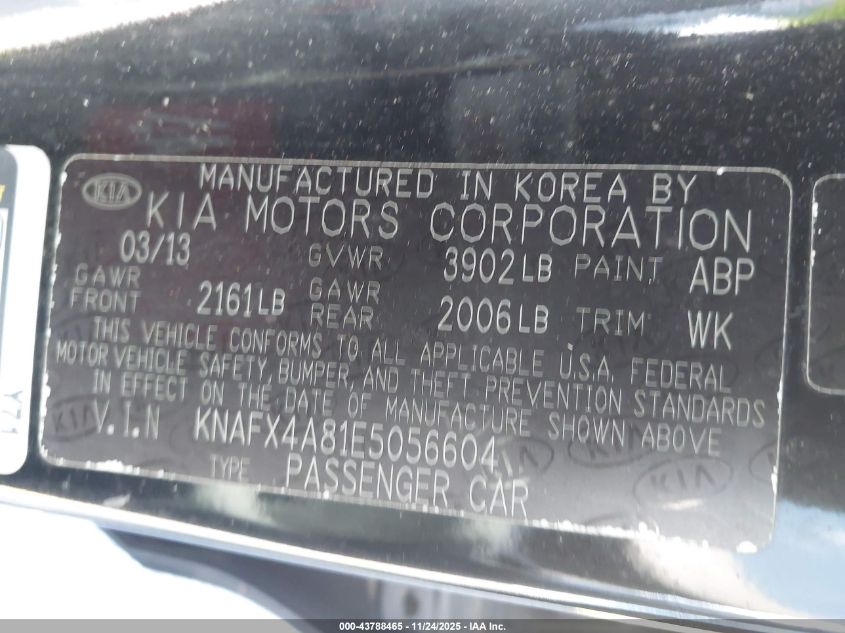 MANUFACTURED IN KOREA BY
KIA KIA MOTORS CORPORATION
03/13 GVWR 3902LB PAINT ABP
GAWR FRONT 2161LB GAWR REAR 2006LB TRIM WK
THIS VEHICLE CONFORMS TO ALL APPLICABLE U.S.A. FEDERAL
MOTOR VEHICLE SAFETY, BUMPER, AND THEFT PREVENTION STANDARDS
IN EFFECT ON THE DATE OF MANUFACTURE SHOWN ABOVE
V.I.N KNAFX4A81E5056604
TYPE PASSENGER CAR
000-43788465 - 11/24/2025 - IAA Inc.